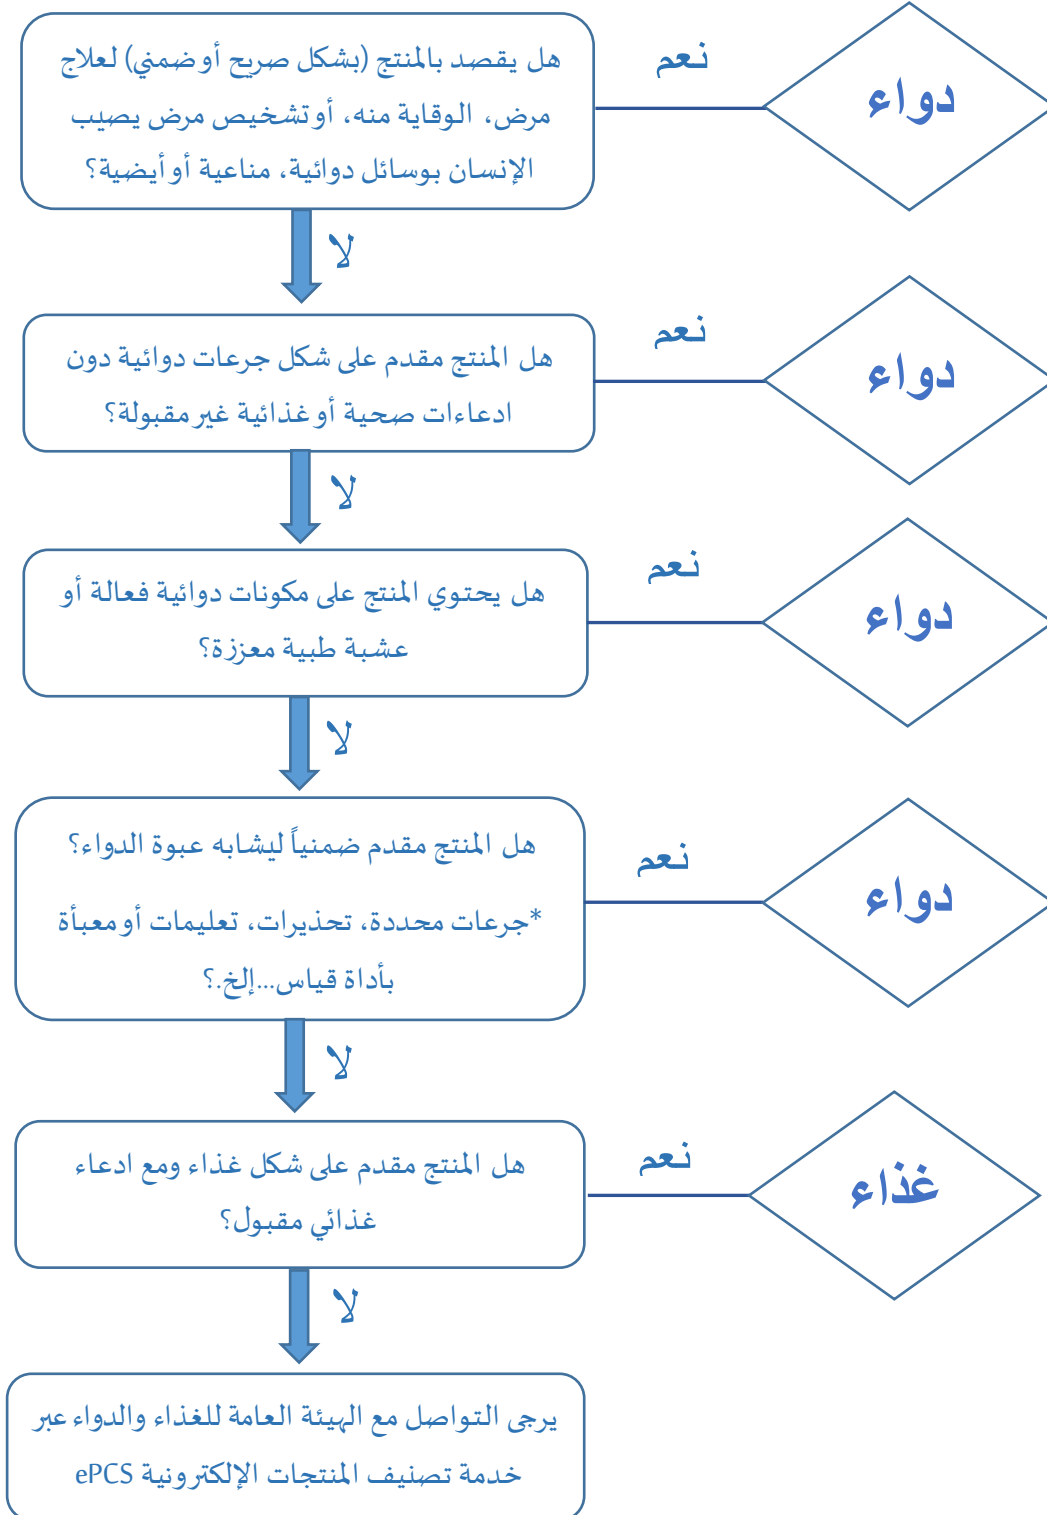 هل يقصد بالمنتج (بشكل صريح أو ضمني) لعلاج
مرض، الوقاية منه، أو تشخيص مرض يصيب
الإنسان بوسائل دوائية، مناعية أو أيضية؟
نعم
دواء
لا
هل المنتج مقدم على شكل جرعات دوائية دون
ادعاءات صحية أو غذائية غير مقبولة؟
نعم
دواء
لا
هل يحتوي المنتج على مكونات دوائية فعالة أو
عشبة طبية معززة؟
نعم
دواء
لا
هل المنتج مقدم ضمنياً ليشابه عبوة الدواء؟
*جرعات محددة، تحذيرات، تعليمات أو معبأة
بأداة قياس...إلخ.؟
نعم
دواء
لا
هل المنتج مقدم على شكل غذاء ومع ادعاء
غذائي مقبول؟
نعم
غذاء
لا
يرجى التواصل مع الهيئة العامة للغذاء والدواء عبر
خدمة تصنيف المنتجات الإلكترونية ePCS